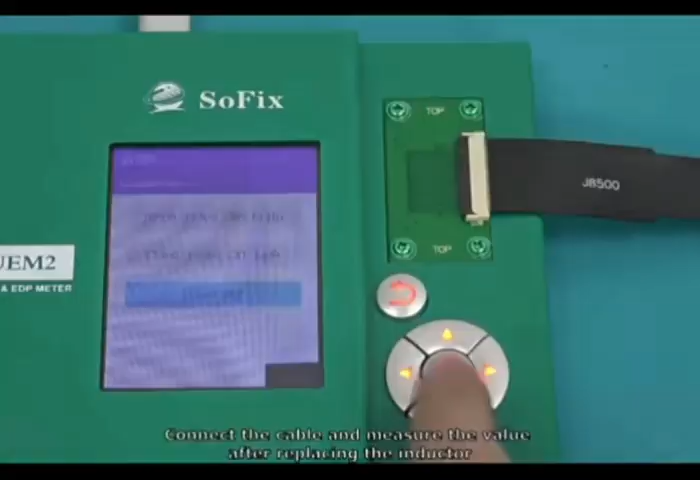 SoFix
TOP
J8500
UEM2
A EDP METER
TOP
Connect the cable and measure the value
after replacing the inductor